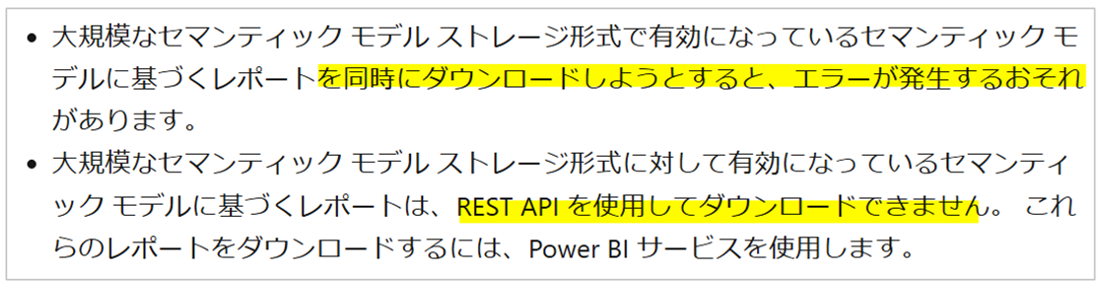 • 大規模なセマンティック モデル ストレージ形式で有効になっているセマンティック モ
デルに基づくレポートを同時にダウンロードしようとすると、エラーが発生するおそれ
があります。
• 大規模なセマンティック モデル ストレージ形式に対して有効になっているセマンティ
ック モデルに基づくレポートは、REST API を使用してダウンロードできません。 これ
らのレポートをダウンロードするには、Power BI サービスを使用します。